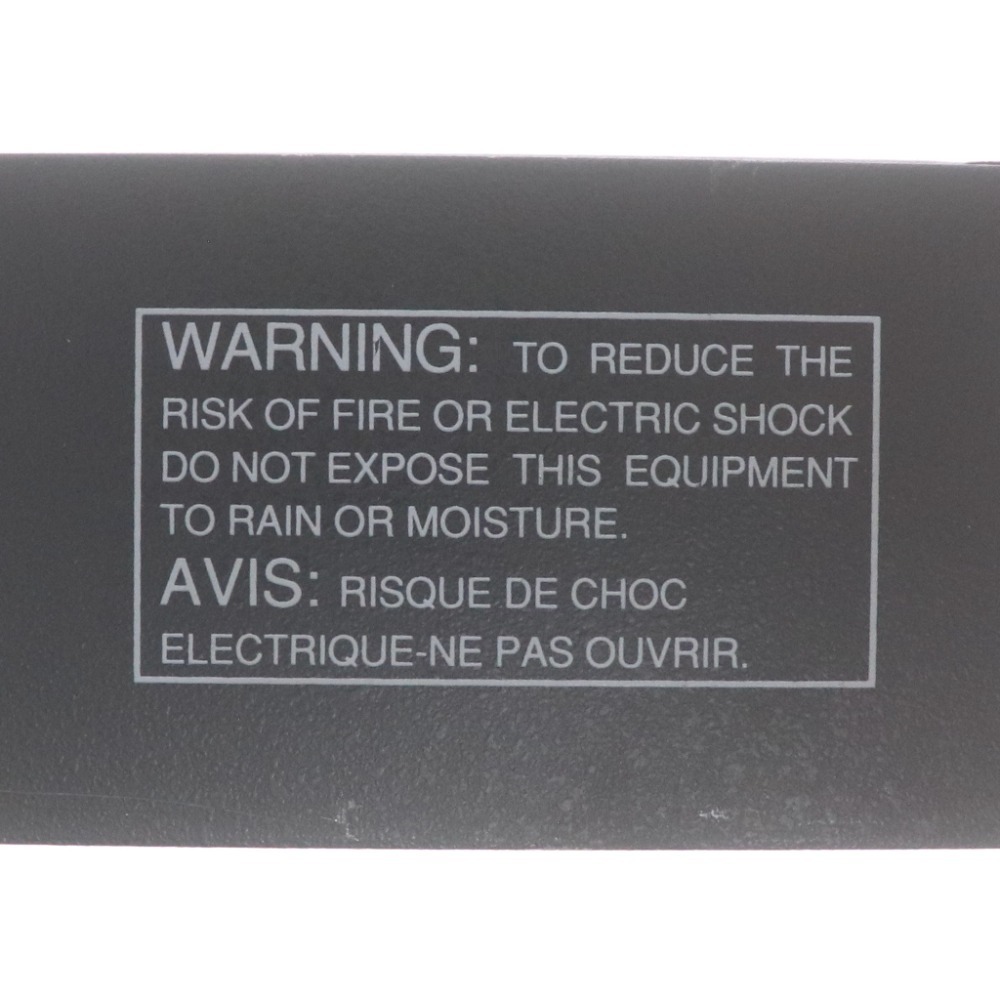 WARNING: TO REDUCE THE
RISK OF FIRE OR ELECTRIC SHOCK
DO NOT EXPOSE THIS EQUIPMENT
TO RAIN OR MOISTURE.
AVIS: RISQUE DE CHOC
ELECTRIQUE-NE PAS OUVRIR.